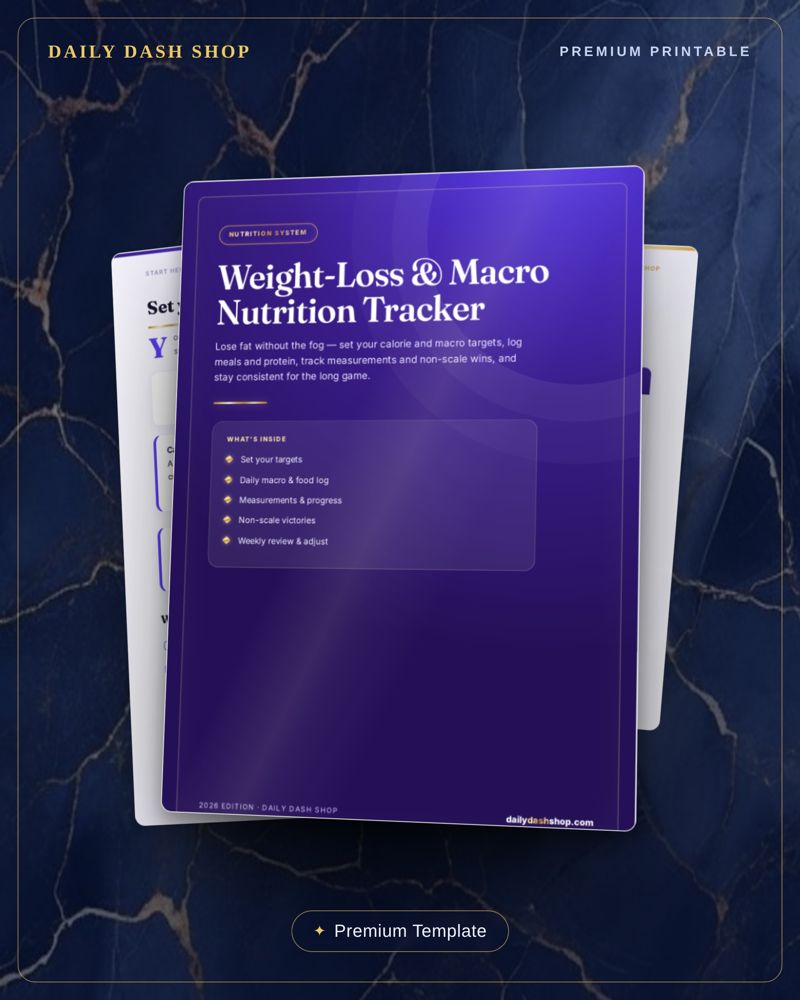 DAILY DASH SHOP
PREMIUM PRINTABLE
NUTRITION SYSTEM
Weight-Loss & Macro
Nutrition Tracker
Lose fat without the fog — set your calorie and macro targets, log
meals and protein, track measurements and non-scale wins, and
stay consistent for the long game.
WHAT'S INSIDE
Set your targets
Daily macro & food log
Measurements & progress
Non-scale victories
Weekly review & adjust
2026 EDITION · DAILY DASH SHOP
dailydashshop.com
START
Set
Y
HOP
✦ Premium Template